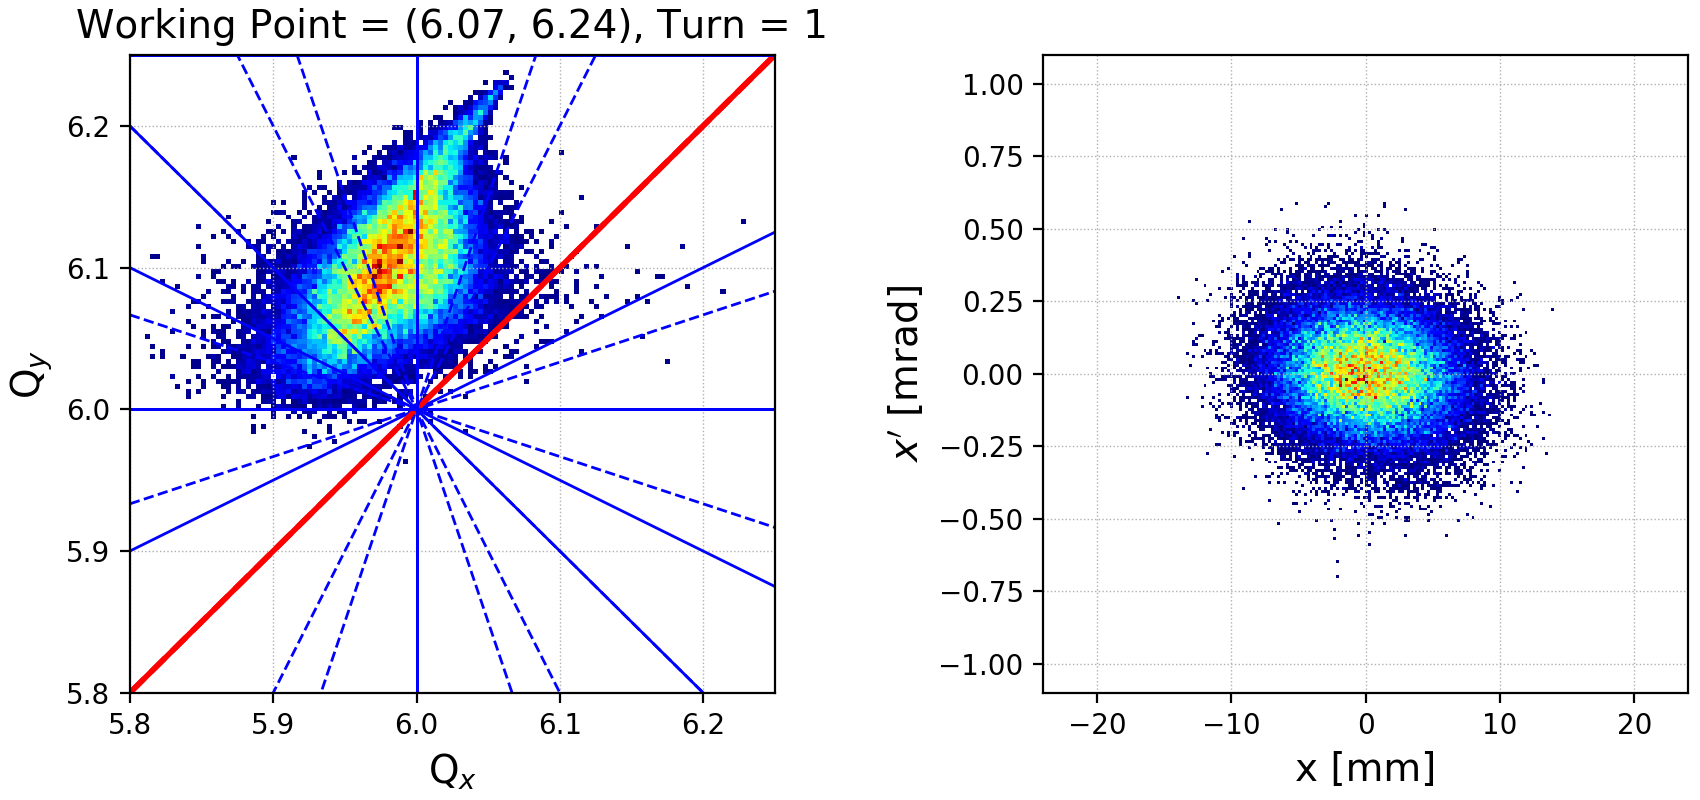 Working Point = (6.07, 6.24), Turn = 1
6.2
6.1
6.0
5.9
5.8
Qy
5.8 5.9 6.0 6.1 6.2
Qx
1.00
0.75
0.50
0.25
0.00
−0.25
−0.50
−0.75
−1.00
x′ [mrad]
−20 −10 0 10 20
x [mm]